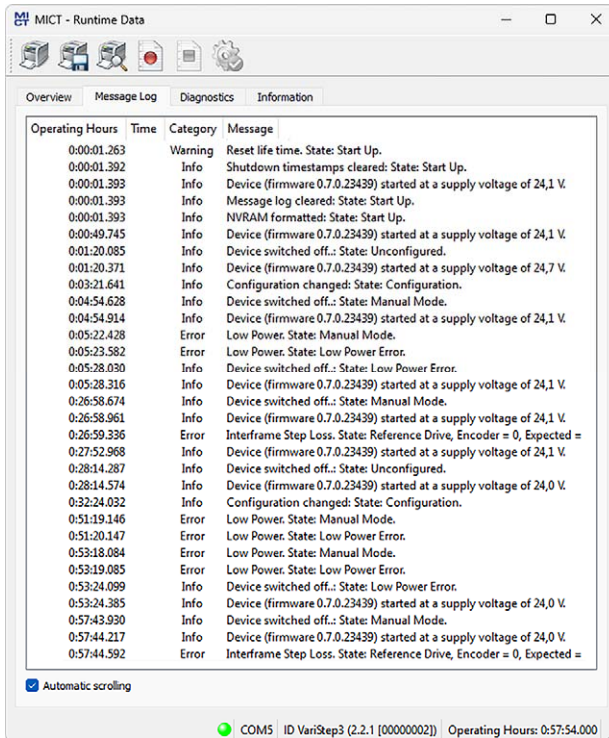 MICT - Runtime Data
Overview Message Log Diagnostics Information
Operating Hours Time Category Message
0:00:01.263 Warning Reset life time. State: Start Up.
0:00:01.392 Info Shutdown timestamps cleared: State: Start Up.
0:00:01.393 Info Device (firmware 0.7.0.23439) started at a supply voltage of 24,1 V.
0:00:01.393 Info Message log cleared: State: Start Up.
0:00:01.393 Info NVRAM formatted: State: Start Up.
0:00:49.745 Info Device (firmware 0.7.0.23439) started at a supply voltage of 24,1 V.
0:01:20.085 Info Device switched off..: State: Unconfigured.
0:01:20.371 Info Device (firmware 0.7.0.23439) started at a supply voltage of 24,7 V.
0:03:21.641 Info Configuration changed: State: Configuration.
0:04:54.628 Info Device switched off..: State: Manual Mode.
0:04:54.914 Info Device (firmware 0.7.0.23439) started at a supply voltage of 24,1 V.
0:05:22.428 Error Low Power. State: Manual Mode.
0:05:23.582 Error Low Power. State: Low Power Error.
0:05:28.030 Info Device switched off..: State: Low Power Error.
0:05:28.316 Info Device (firmware 0.7.0.23439) started at a supply voltage of 24,1 V.
0:26:58.674 Info Device switched off..: State: Manual Mode.
0:26:58.961 Info Device (firmware 0.7.0.23439) started at a supply voltage of 24,1 V.
0:26:59.336 Error Interframe Step Loss. State: Reference Drive, Encoder = 0, Expected =
0:27:52.968 Info Device (firmware 0.7.0.23439) started at a supply voltage of 24,1 V.
0:28:14.287 Info Device switched off..: State: Unconfigured.
0:28:14.574 Info Device (firmware 0.7.0.23439) started at a supply voltage of 24,0 V.
0:32:24.032 Info Configuration changed: State: Configuration.
0:51:19.146 Error Low Power. State: Manual Mode.
0:51:20.147 Error Low Power. State: Low Power Error.
0:53:18.084 Error Low Power. State: Manual Mode.
0:53:19.085 Error Low Power. State: Low Power Error.
0:53:24.099 Info Device switched off..: State: Low Power Error.
0:53:24.385 Info Device (firmware 0.7.0.23439) started at a supply voltage of 24,0 V.
0:57:43.930 Info Device switched off..: State: Manual Mode.
0:57:44.217 Info Device (firmware 0.7.0.23439) started at a supply voltage of 24,0 V.
0:57:44.592 Error Interframe Step Loss. State: Reference Drive, Encoder = 0, Expected =
Automatic scrolling
COM5 ID VariStep3 (2.2.1 [00000002]) Operating Hours: 0:57:54.000